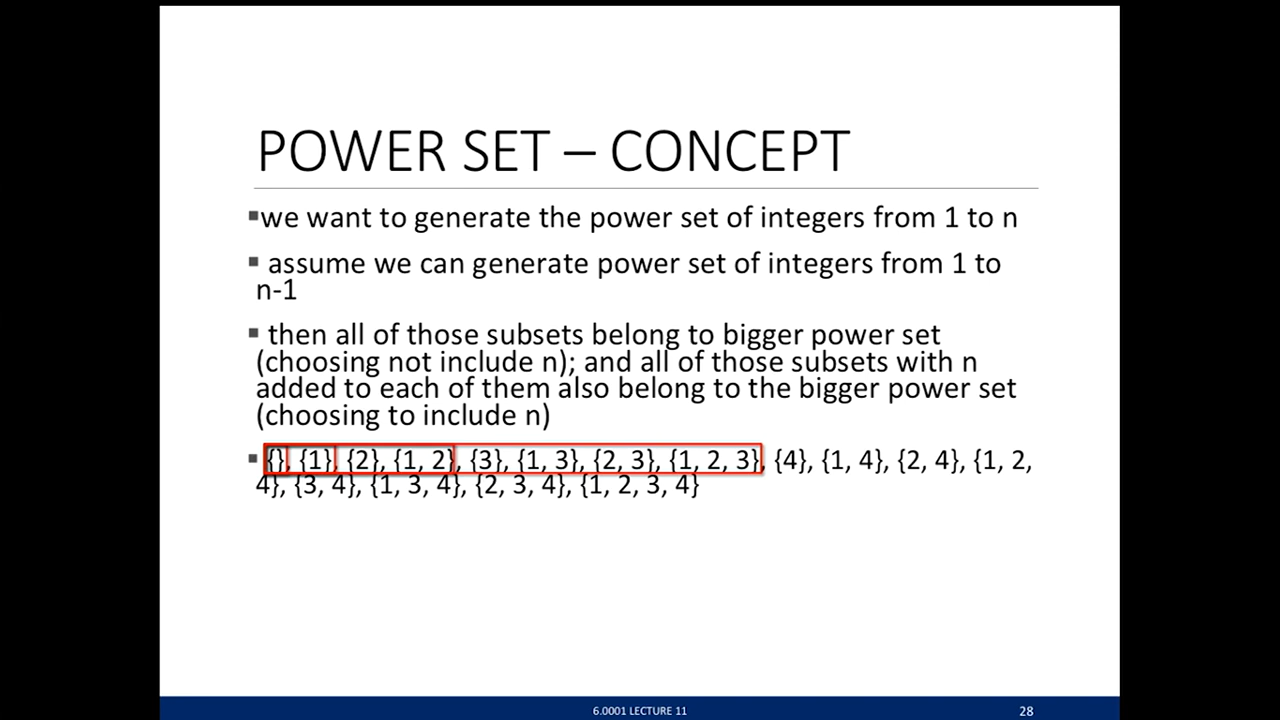 POWER SET – CONCEPT
▪we want to generate the power set of integers from 1 to n
▪ assume we can generate power set of integers from 1 to
n-1
▪ then all of those subsets belong to bigger power set
(choosing not include n); and all of those subsets with n
added to each of them also belong to the bigger power set
(choosing to include n)
▪ {}, {1}, {2}, {1, 2}, {3}, {1, 3}, {2, 3}, {1, 2, 3}, {4}, {1, 4}, {2, 4}, {1, 2,
4}, {3, 4}, {1, 3, 4}, {2, 3, 4}, {1, 2, 3, 4}
6.0001 LECTURE 11
28